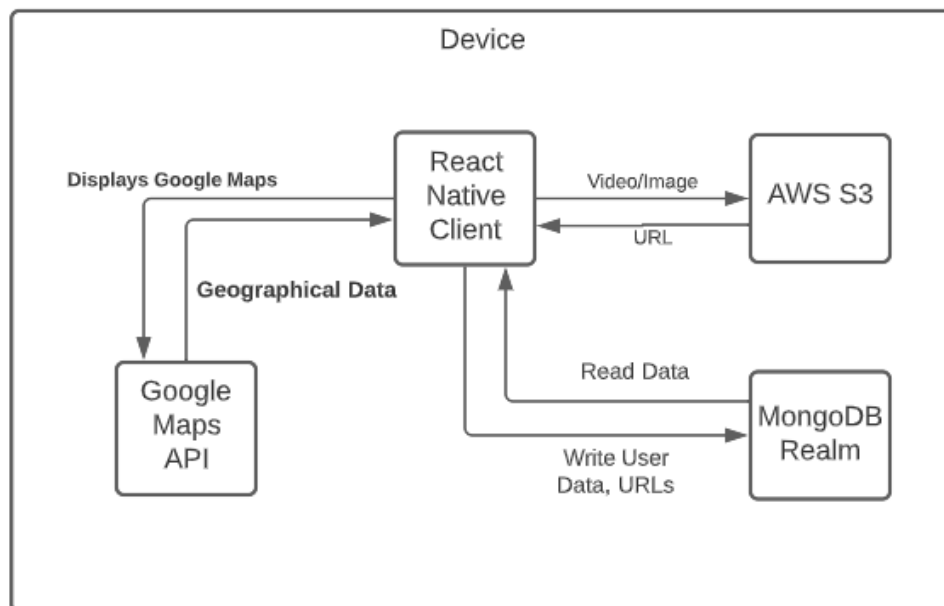 Device
Displays Google Maps
React
Native
Client
Video/Image
AWS S3
URL
Geographical Data
Google
Maps
API
Read Data
MongoDB
Realm
Write User
Data, URLs